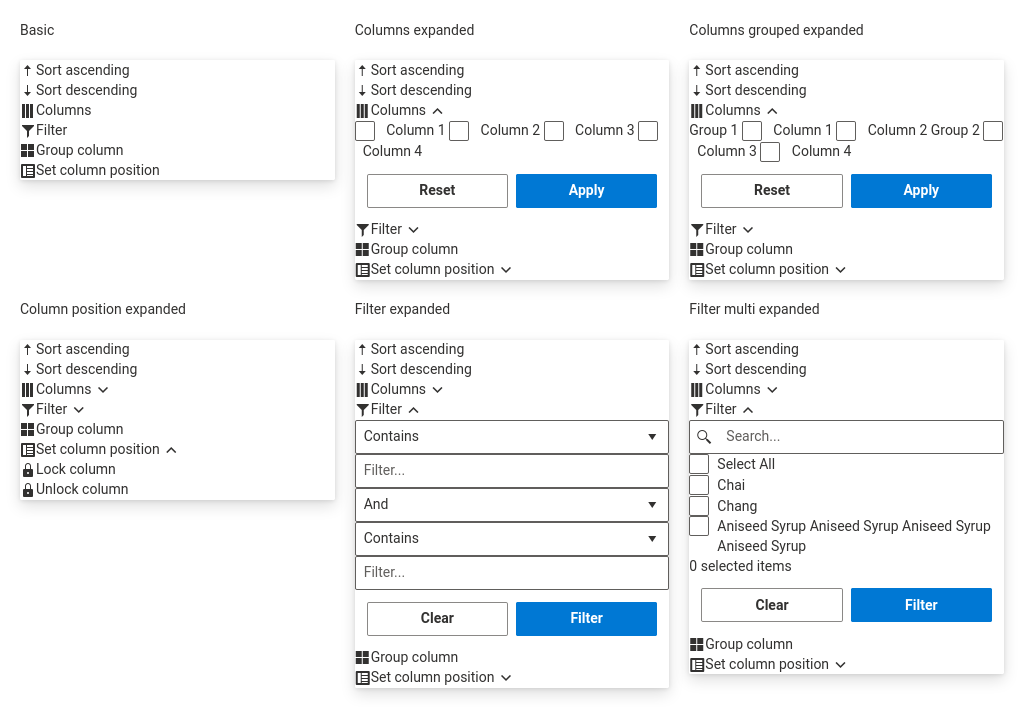 Basic
Sort ascending
Sort descending
Columns
Filter
Group column
Set column position
Columns expanded
Sort ascending
Sort descending
Columns
Column 1 Column 2 Column 3
Column 4
Reset Apply
Filter
Group column
Set column position
Columns grouped expanded
Sort ascending
Sort descending
Columns
Group 1 Column 1 Column 2 Group 2
Column 3 Column 4
Reset Apply
Filter
Group column
Set column position
Column position expanded
Sort ascending
Sort descending
Columns
Filter
Group column
Set column position
Lock column
Unlock column
Filter expanded
Sort ascending
Sort descending
Columns
Filter
Contains
Filter...
And
Contains
Filter...
Clear Filter
Group column
Set column position
Filter multi expanded
Sort ascending
Sort descending
Columns
Filter
Search...
Select All
Chai
Chang
Aniseed Syrup Aniseed Syrup Aniseed Syrup
Aniseed Syrup
0 selected items
Clear Filter
Group column
Set column position